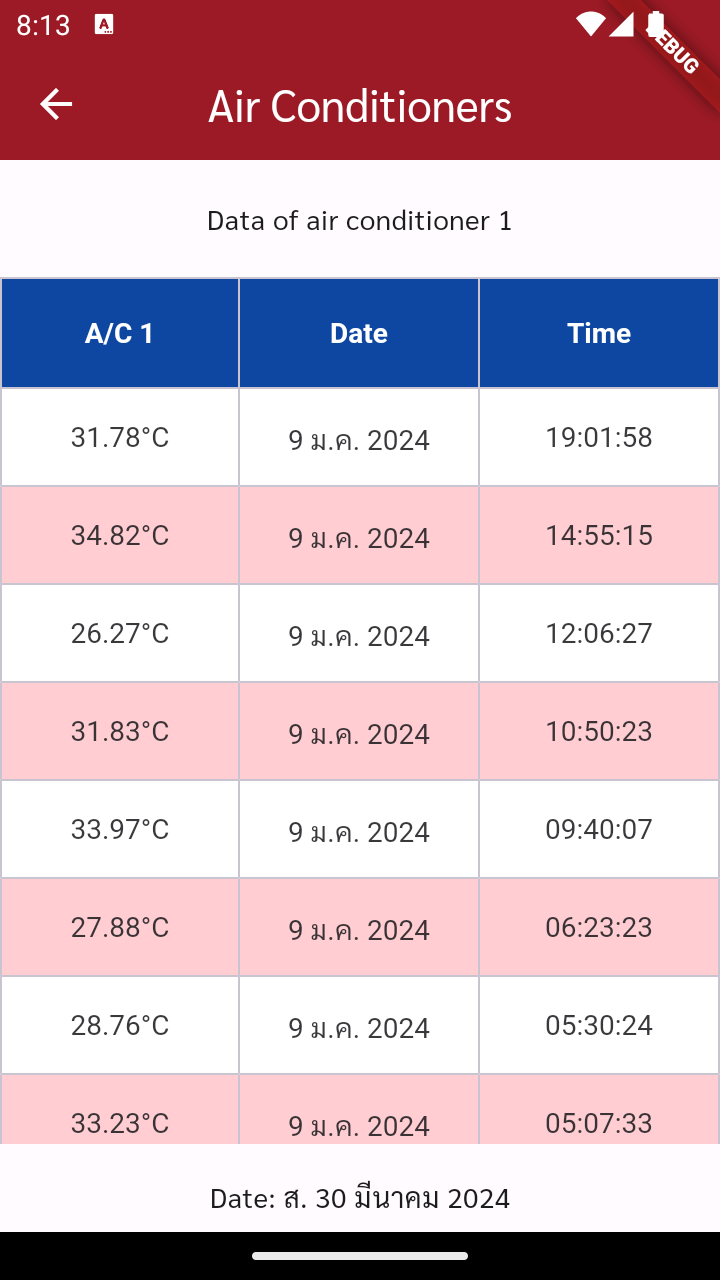 8:13
A
EBUG
Air Conditioners
Data of air conditioner 1
A/C 1 Date Time
31.78°C 9 ม.ค. 2024 19:01:58
34.82°C 9 ม.ค. 2024 14:55:15
26.27°C 9 ม.ค. 2024 12:06:27
31.83°C 9 ม.ค. 2024 10:50:23
33.97°C 9 ม.ค. 2024 09:40:07
27.88°C 9 ม.ค. 2024 06:23:23
28.76°C 9 ม.ค. 2024 05:30:24
33.23°C 9 ม.ค. 2024 05:07:33
Date: ส. 30 มีนาคม 2024